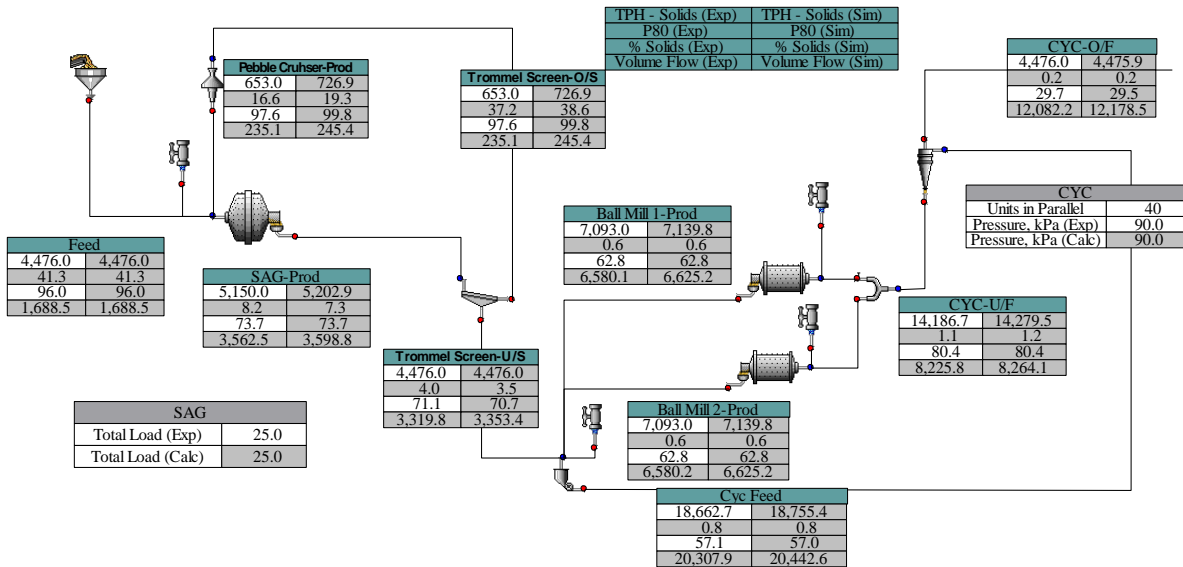 TPH - Solids (Exp) TPH - Solids (Sim)
P80 (Exp) P80 (Sim)
% Solids (Exp) % Solids (Sim)
Volume Flow (Exp) Volume Flow (Sim)
CYC-O/F
4,476.0 4,475.9
0.2 0.2
29.7 29.5
12,082.2 12,178.5
Pebble Cruhser-Prod
653.0 726.9
16.6 19.3
97.6 99.8
235.1 245.4
Trommel Screen-O/S
653.0 726.9
37.2 38.6
97.6 99.8
235.1 245.4
CYC
Units in Parallel 40
Pressure, kPa (Exp) 90.0
Pressure, kPa (Calc) 90.0
Ball Mill 1-Prod
7,093.0 7,139.8
0.6 0.6
62.8 62.8
6,580.1 6,625.2
Feed
4,476.0 4,476.0
41.3 41.3
96.0 96.0
1,688.5 1,688.5
SAG-Prod
5,150.0 5,202.9
8.2 7.3
73.7 73.7
3,562.5 3,598.8
CYC-U/F
14,186.7 14,279.5
1.1 1.2
80.4 80.4
8,225.8 8,264.1
Trommel Screen-U/S
4,476.0 4,476.0
4.0 3.5
71.1 70.7
3,319.8 3,353.4
SAG
Total Load (Exp) 25.0
Total Load (Calc) 25.0
Ball Mill 2-Prod
7,093.0 7,139.8
0.6 0.6
62.8 62.8
6,580.2 6,625.2
Cyc Feed
18,662.7 18,755.4
0.8 0.8
57.1 57.0
20,307.9 20,442.6